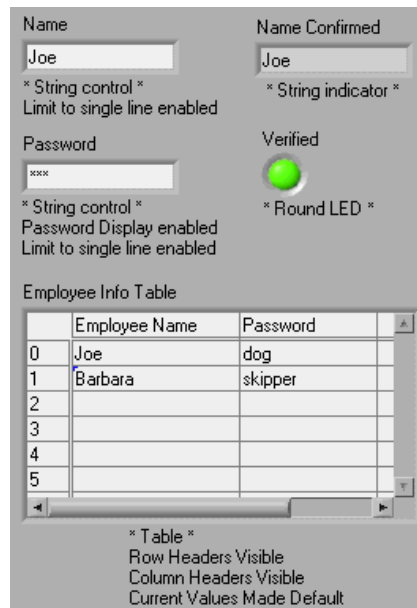 Name
Joe
* String control *
Limit to single line enabled
Name Confirmed
Joe
* String indicator *
Password
***
* String control *
Password Display enabled
Limit to single line enabled
Verified
* Round LED *
Employee Info Table
Employee Name Password
0 Joe dog
1 Barbara skipper
2
3
4
5
* Table *
Row Headers Visible
Column Headers Visible
Current Values Made Default